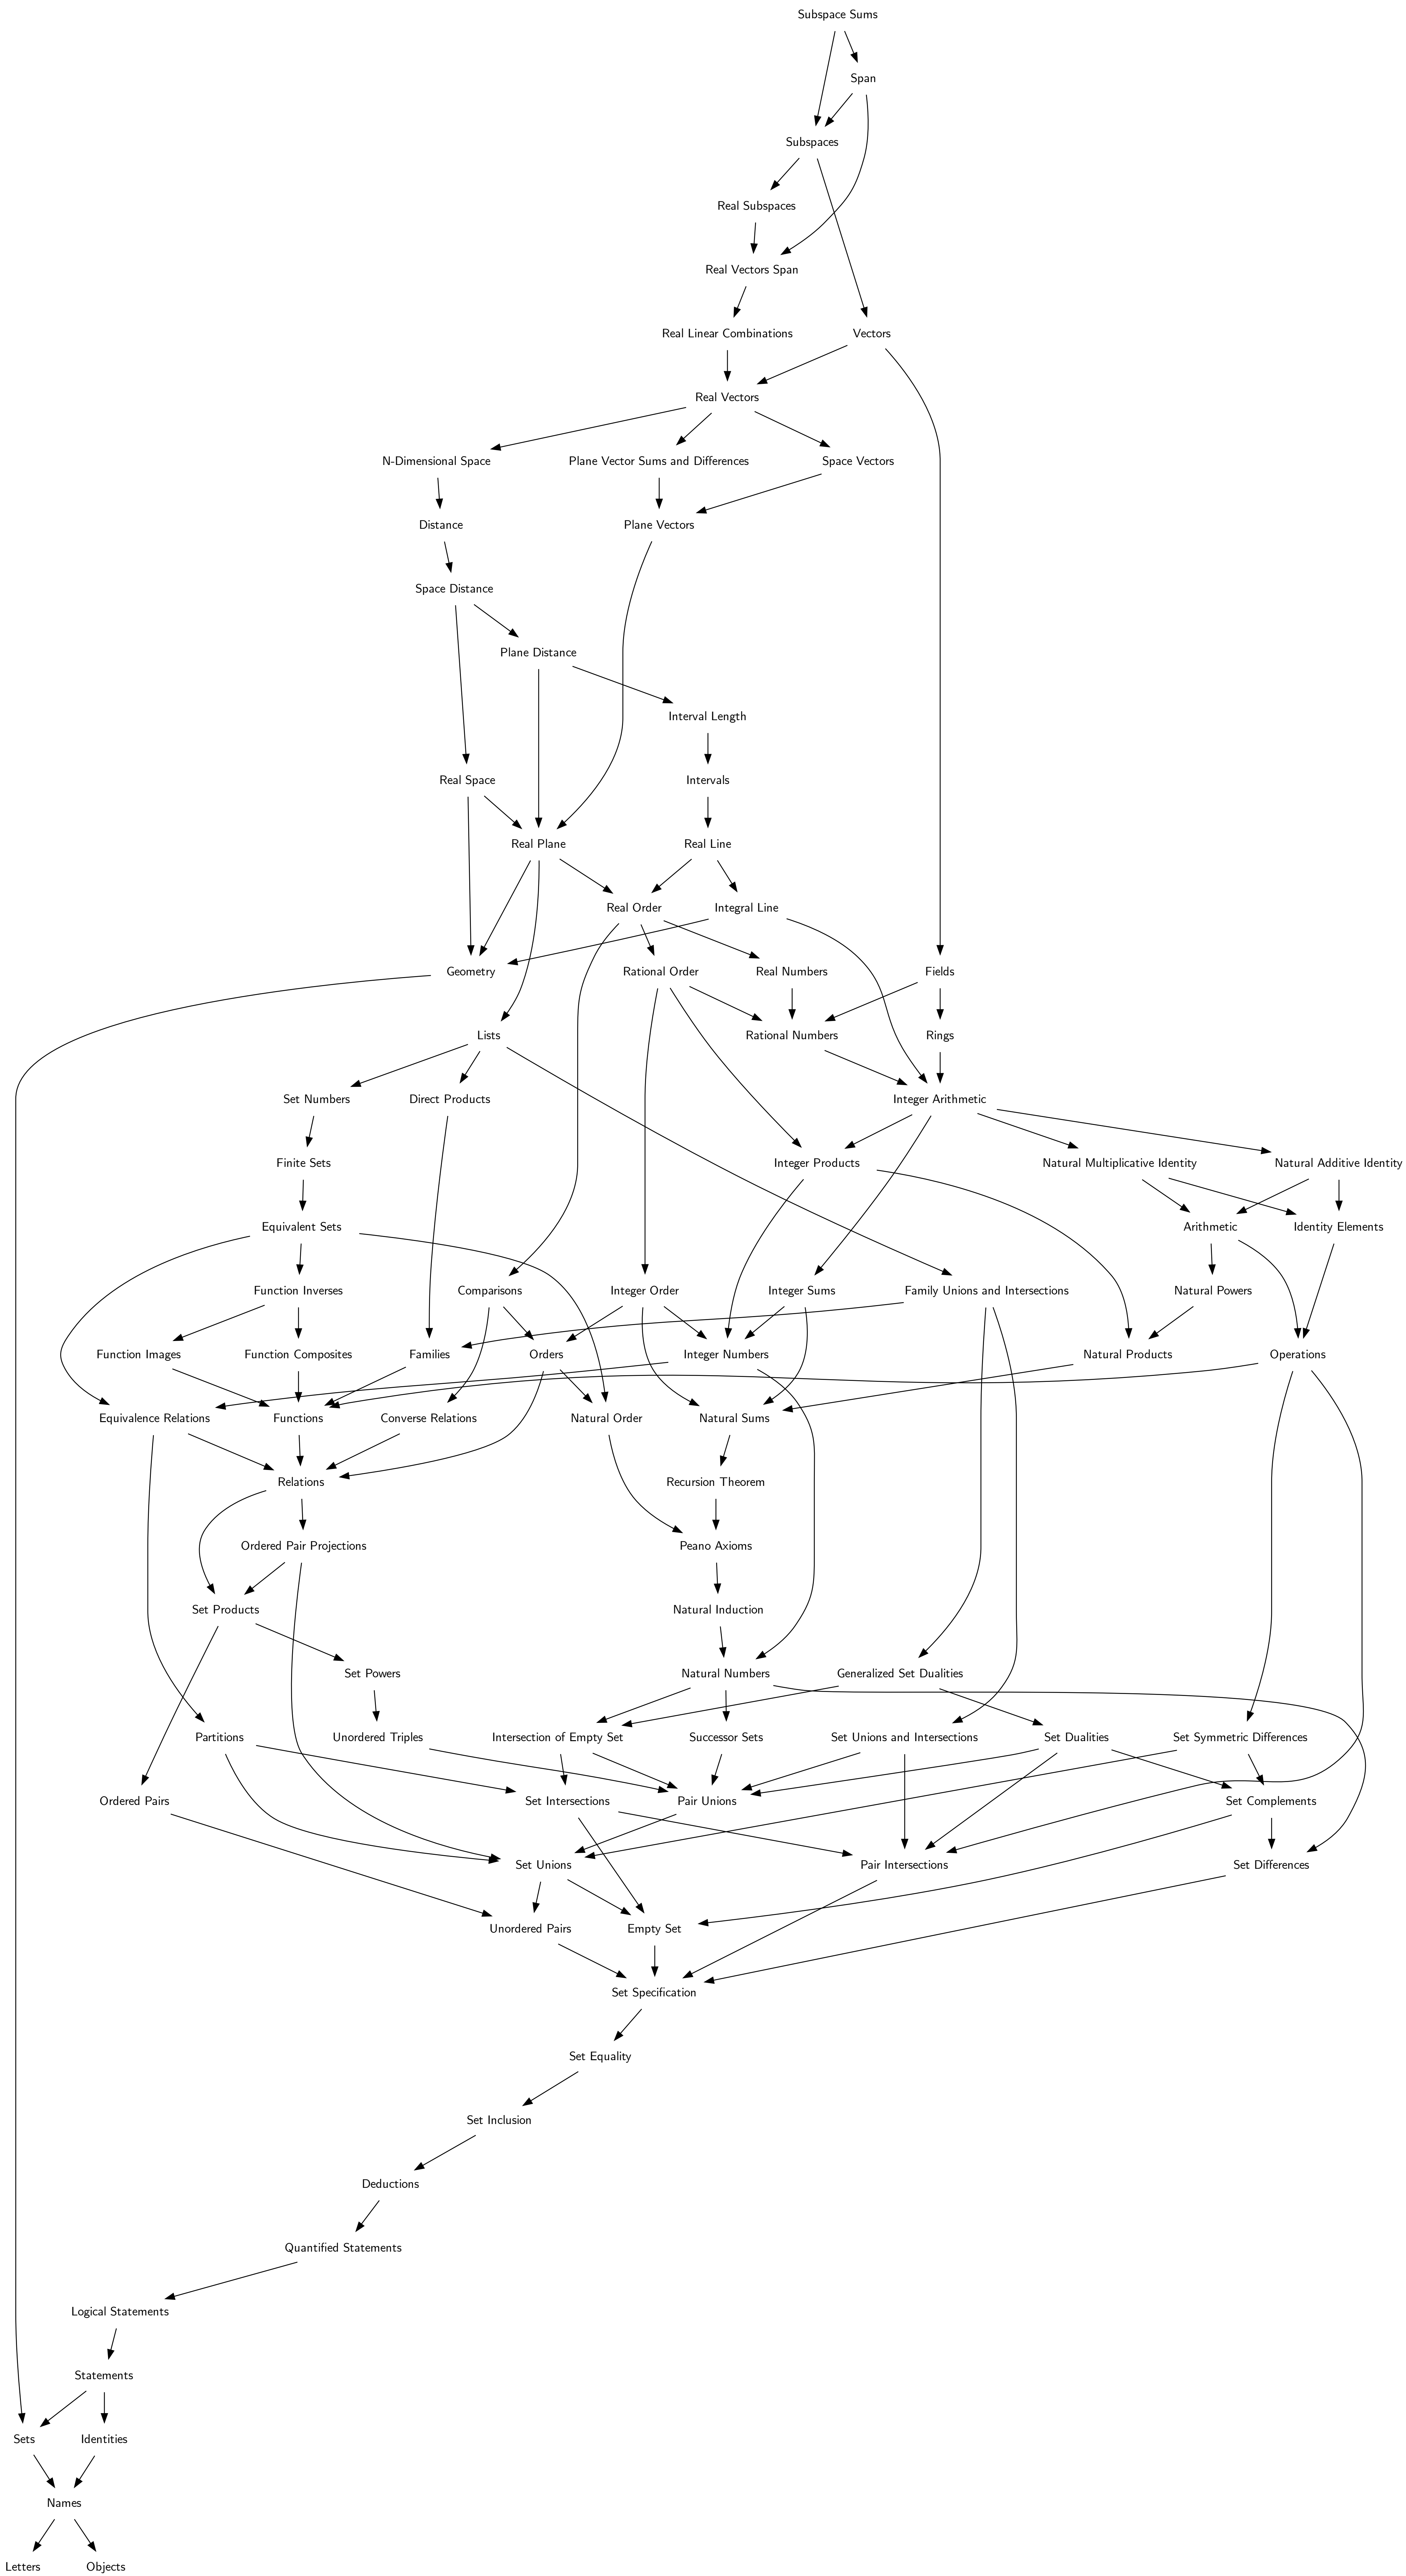 Subspace Sums
Span
Subspaces
Real Subspaces
Real Vectors Span
Real Linear Combinations
Vectors
Real Vectors
N-Dimensional Space
Plane Vector Sums and Differences
Space Vectors
Distance
Plane Vectors
Space Distance
Plane Distance
Interval Length
Real Space
Intervals
Real Plane
Real Line
Real Order
Integral Line
Geometry
Rational Order
Real Numbers
Fields
Lists
Rational Numbers
Rings
Set Numbers
Direct Products
Integer Arithmetic
Finite Sets
Integer Products
Natural Multiplicative Identity
Natural Additive Identity
Equivalent Sets
Arithmetic
Identity Elements
Function Inverses
Comparisons
Integer Order
Integer Sums
Family Unions and Intersections
Natural Powers
Function Images
Function Composites
Families
Orders
Integer Numbers
Natural Products
Operations
Equivalence Relations
Functions
Converse Relations
Natural Order
Natural Sums
Relations
Recursion Theorem
Ordered Pair Projections
Peano Axioms
Set Products
Natural Induction
Set Powers
Natural Numbers
Generalized Set Dualities
Partitions
Unordered Triples
Intersection of Empty Set
Successor Sets
Set Unions and Intersections
Set Dualities
Set Symmetric Differences
Ordered Pairs
Set Intersections
Pair Unions
Set Complements
Set Unions
Pair Intersections
Set Differences
Unordered Pairs
Empty Set
Set Specification
Set Equality
Set Inclusion
Deductions
Quantified Statements
Logical Statements
Statements
Sets
Identities
Names
Letters
Objects